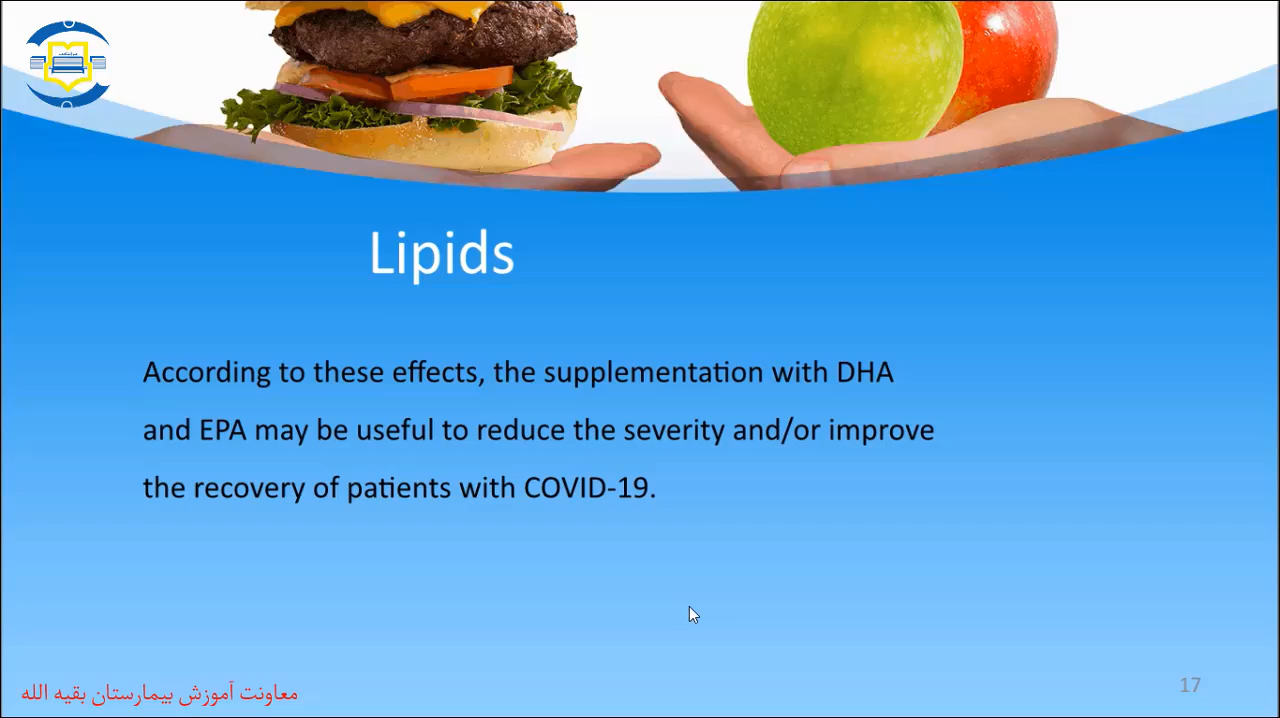 Lipids
According to these effects, the supplementation with DHA
and EPA may be useful to reduce the severity and/or improve
the recovery of patients with COVID-19.
معاونت آموزش بیمارستان بقیه الله
17